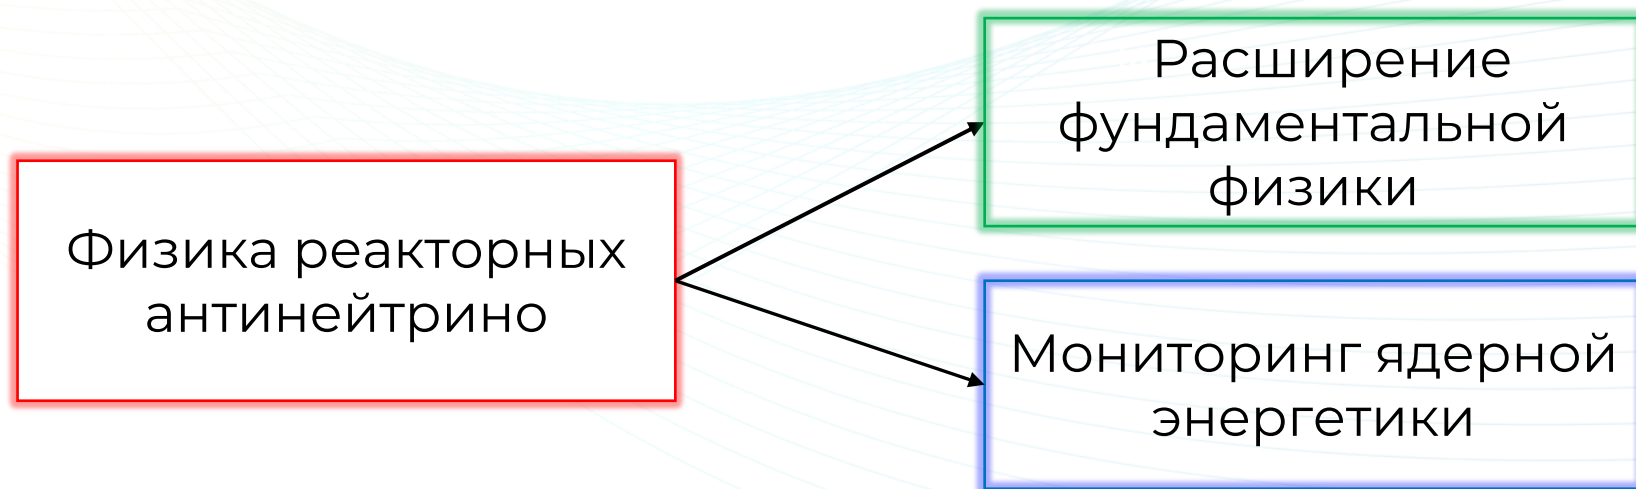 Физика реакторных
антинейтрино
Расширение
фундаментальной
физики
Мониторинг ядерной
энергетики